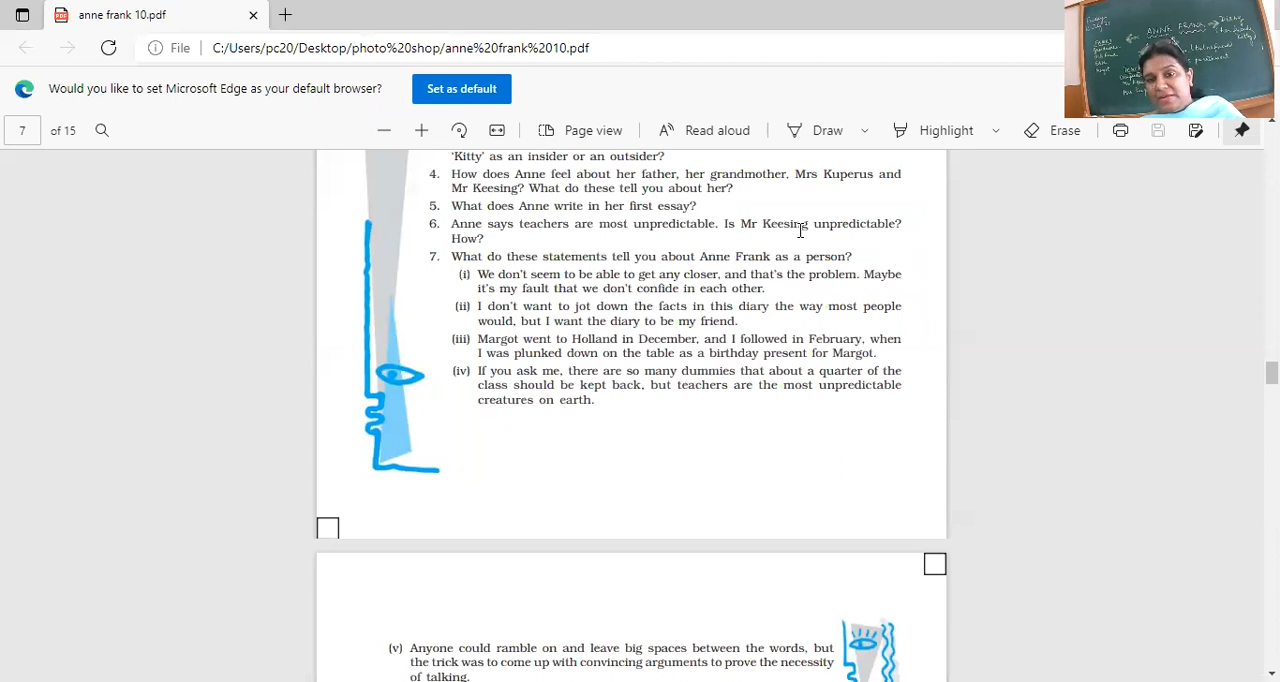 anne frank 10.pdf
File C:/Users/pc20/Desktop/photo%20shop/anne%20frank%2010.pdf
Would you like to set Microsoft Edge as your default browser? Set as default
7 of 15 Page view Read aloud Draw Highlight Erase
ANNE FRANK
'Kitty' as an insider or an outsider?
4. How does Anne feel about her father, her grandmother, Mrs Kuperus and
Mr Keesing? What do these tell you about her?
5. What does Anne write in her first essay?
6. Anne says teachers are most unpredictable. Is Mr Keesing unpredictable?
How?
7. What do these statements tell you about Anne Frank as a person?
(i) We don't seem to be able to get any closer, and that's the problem. Maybe
it's my fault that we don't confide in each other.
(ii) I don't want to jot down the facts in this diary the way most people
would, but I want the diary to be my friend.
(iii) Margot went to Holland in December, and I followed in February, when
I was plunked down on the table as a birthday present for Margot.
(iv) If you ask me, there are so many dummies that about a quarter of the
class should be kept back, but teachers are the most unpredictable
creatures on earth.
(v) Anyone could ramble on and leave big spaces between the words, but
the trick was to come up with convincing arguments to prove the necessity
of talking.